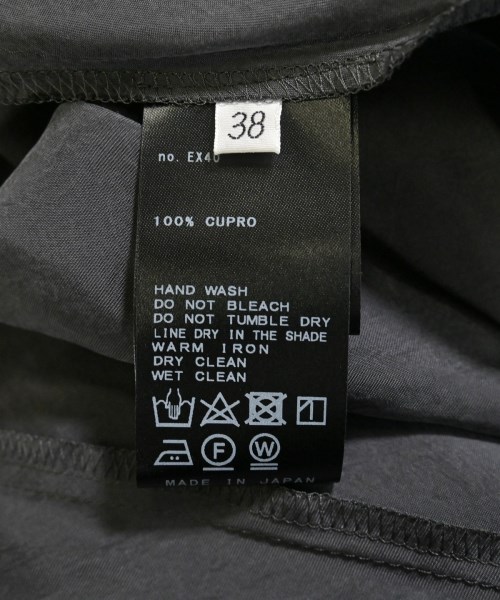 38
no.
100% CUPRO
HAND WASH
DO NOT BLEACH
DO NOT TUMBLE DRY
LINE DRY IN THE SHADE
WARM IRON
DRY CLEAN
WET CLEAN
F W
MADE IN JAPAN